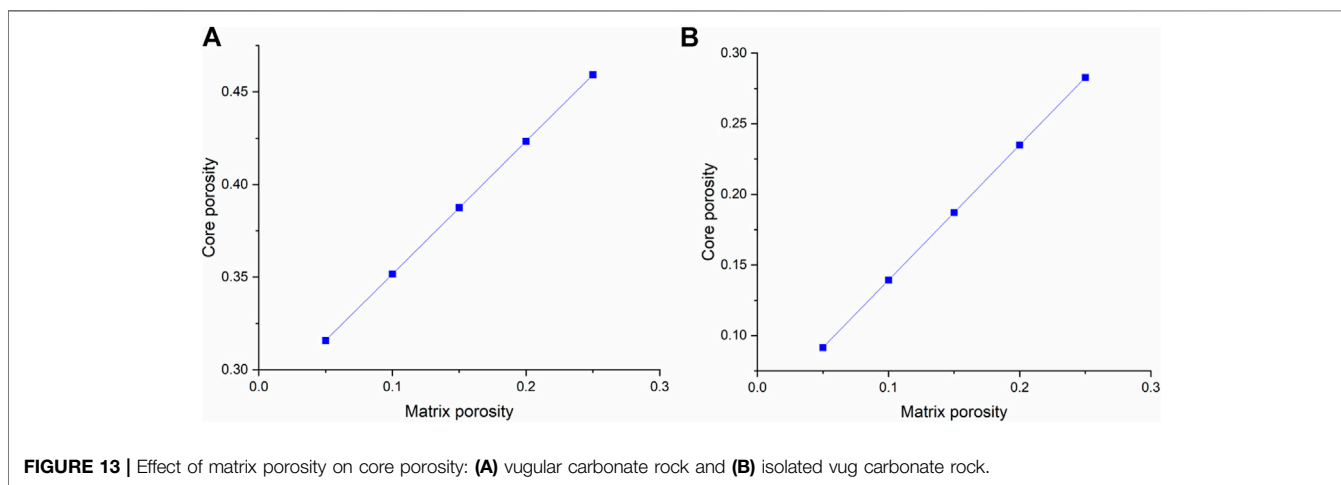 A
0.45
0.40
0.35
0.30
0.0
0.1
0.2
0.3
Core porosity
Matrix porosity
B
0.30
0.25
0.20
0.15
0.10
0.0
0.1
0.2
0.3
Core porosity
Matrix porosity
FIGURE 13 | Effect of matrix porosity on core porosity: (A) vugular carbonate rock and (B) isolated vug carbonate rock.